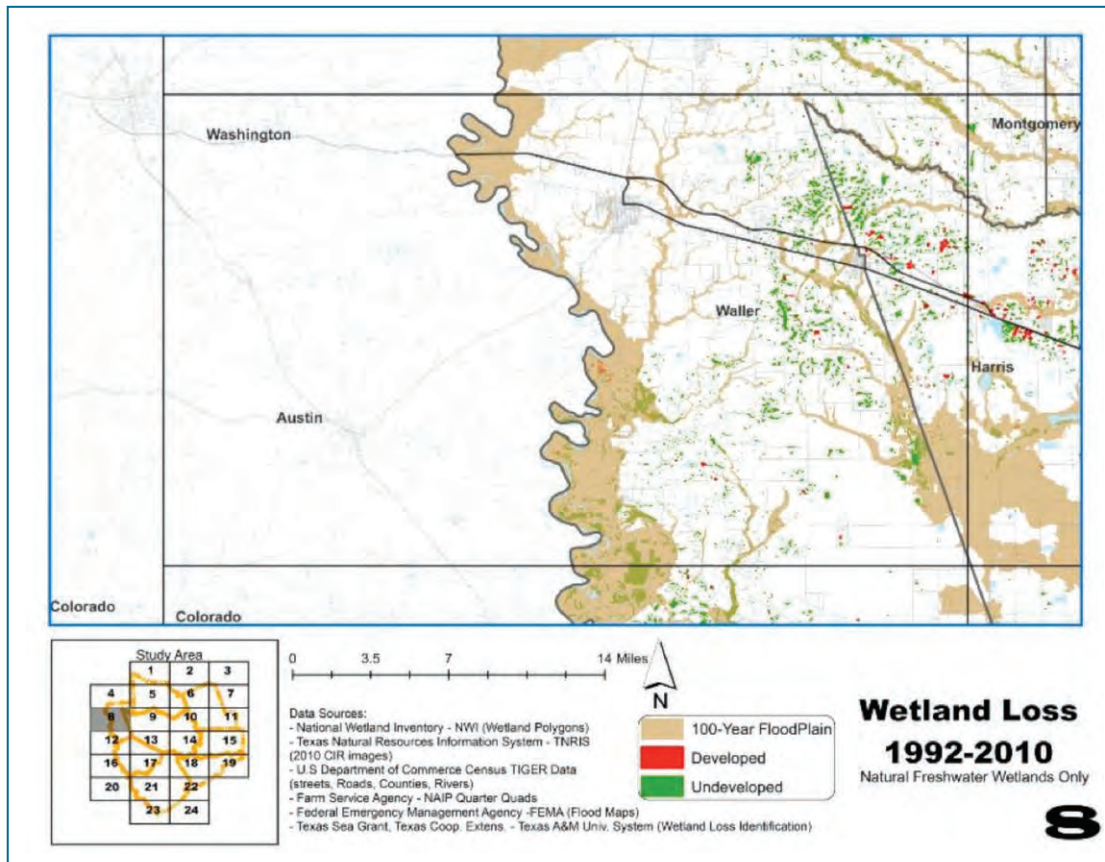 Washington
Montgomery
Waller
Harris
Austin
Colorado
Colorado
Study Area
1 2 3
4 5 6 7
8 9 10 11
12 13 14 15
16 17 18 19
20 21 22
23 24
0 3.5 7 14 Miles
N
Data Sources:
- National Wetland Inventory - NWI (Wetland Polygons)
- Texas Natural Resources Information System - TNRIS
(2010 CIR images)
- U.S Department of Commerce Census TIGER Data
(streets, Roads, Counties, Rivers)
- Farm Service Agency - NAIP Quarter Quads
- Federal Emergency Management Agency -FEMA (Flood Maps)
- Texas Sea Grant, Texas Coop. Extens. - Texas A&M Univ. System (Wetland Loss Identification)
100-Year FloodPlain
Developed
Undeveloped
Wetland Loss
1992-2010
Natural Freshwater Wetlands Only
8